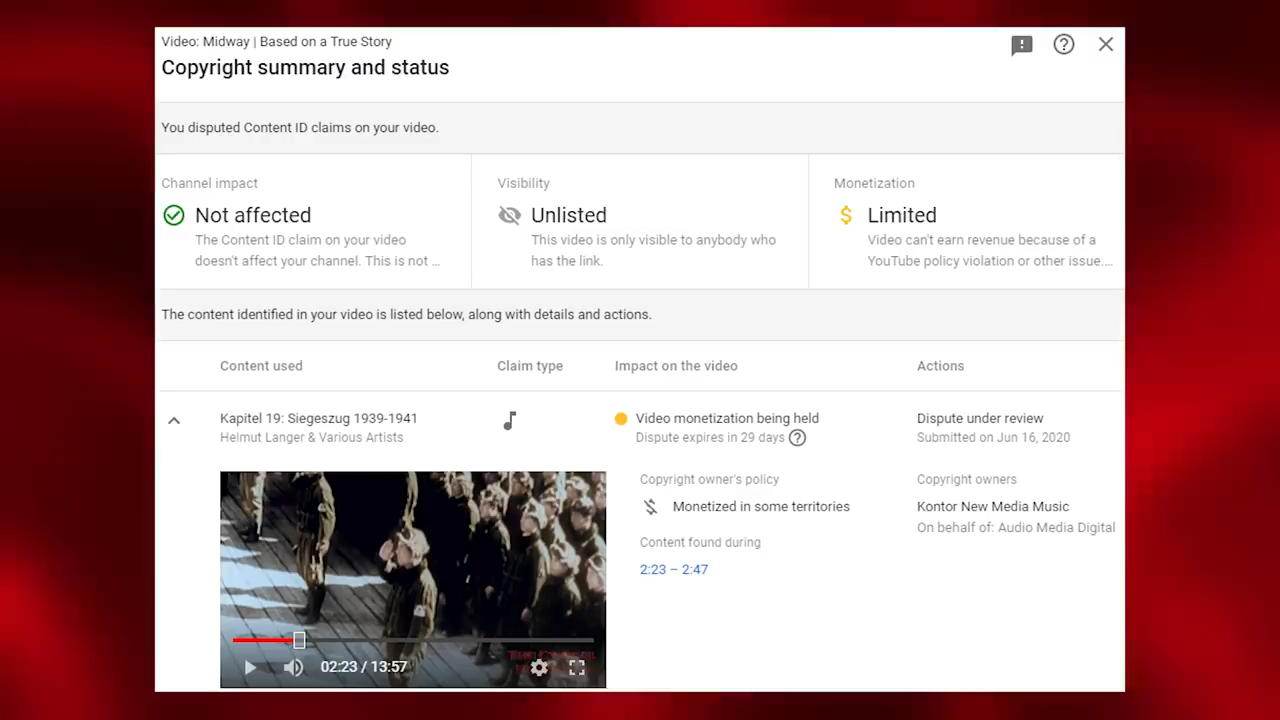 Video: Midway | Based on a True Story
Copyright summary and status
You disputed Content ID claims on your video.
Channel impact
Not affected
The Content ID claim on your video
doesn't affect your channel. This is not ...
Visibility
Unlisted
This video is only visible to anybody who
has the link.
Monetization
Limited
Video can't earn revenue because of a
YouTube policy violation or other issue....
The content identified in your video is listed below, along with details and actions.
Content used
Claim type
Impact on the video
Actions
Kapitel 19: Siegeszug 1939-1941
Helmut Langer & Various Artists
Video monetization being held
Dispute expires in 29 days
Dispute under review
Submitted on Jun 16, 2020
Copyright owner's policy
Monetized in some territories
Content found during
2:23 – 2:47
Copyright owners
Kontor New Media Music
On behalf of: Audio Media Digital
02:23 / 13:57